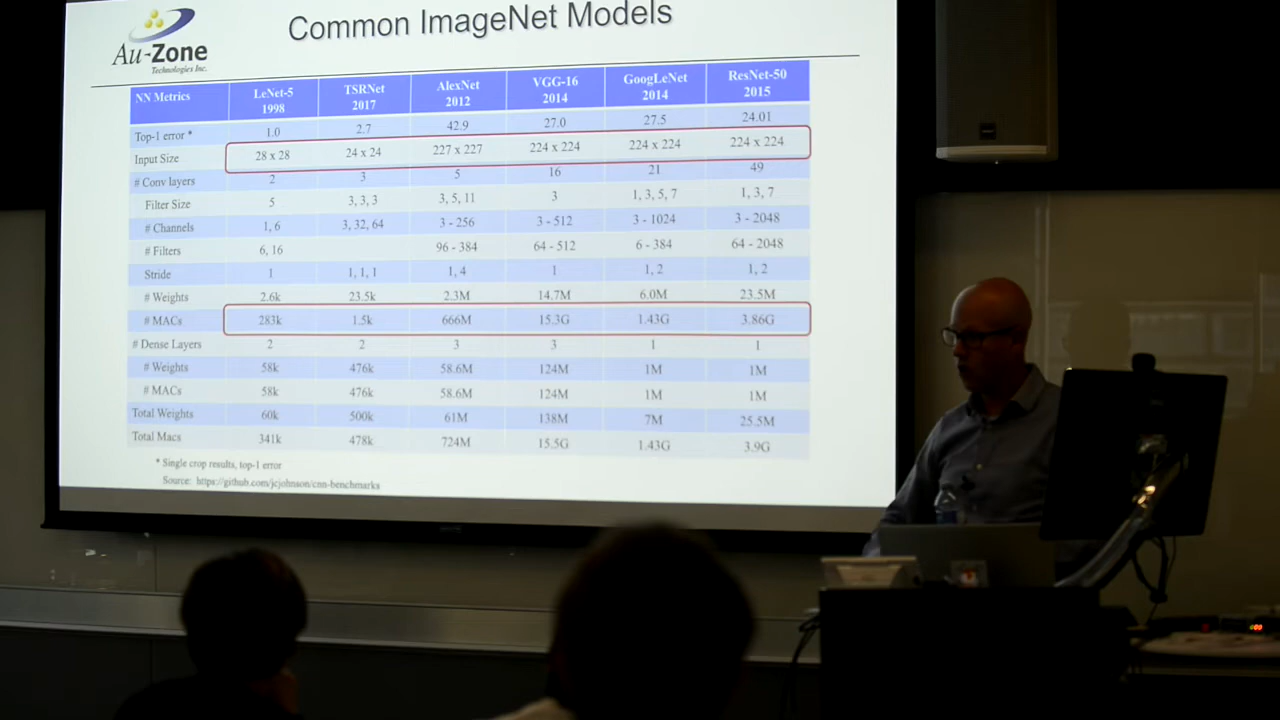 Au-Zone
Technologies Inc.
Common ImageNet Models
NN Metrics LeNet-5 1998 TSRNet 2017 AlexNet 2012 VGG-16 2014 GoogLeNet 2014 ResNet-50 2015
Top-1 error * 1.0 2.7 42.9 27.0 27.5 24.01
Input Size 28 x 28 24 x 24 227 x 227 224 x 224 224 x 224 224 x 224
# Conv layers 2 3 5 16 21 49
Filter Size 5 3, 3, 3 3, 5, 11 3 1, 3, 5, 7 1, 3, 7
# Channels 1, 6 3, 32, 64 3 - 256 3 - 512 3 - 1024 3 - 2048
# Filters 6, 16 96 - 384 64 - 512 6 - 384 64 - 2048
Stride 1 1, 1, 1 1, 4 1 1, 2 1, 2
# Weights 2.6k 23.5k 2.3M 14.7M 6.0M 23.5M
# MACs 283k 1.5k 666M 15.3G 1.43G 3.86G
# Dense Layers 2 2 3 3 1 1
# Weights 58k 476k 58.6M 124M 1M 1M
# MACs 58k 476k 58.6M 124M 1M 1M
Total Weights 60k 500k 61M 138M 7M 25.5M
Total Macs 341k 478k 724M 15.5G 1.43G 3.9G
* Single crop results, top-1 error
Source: https://github.com/jcjohnson/cnn-benchmarks